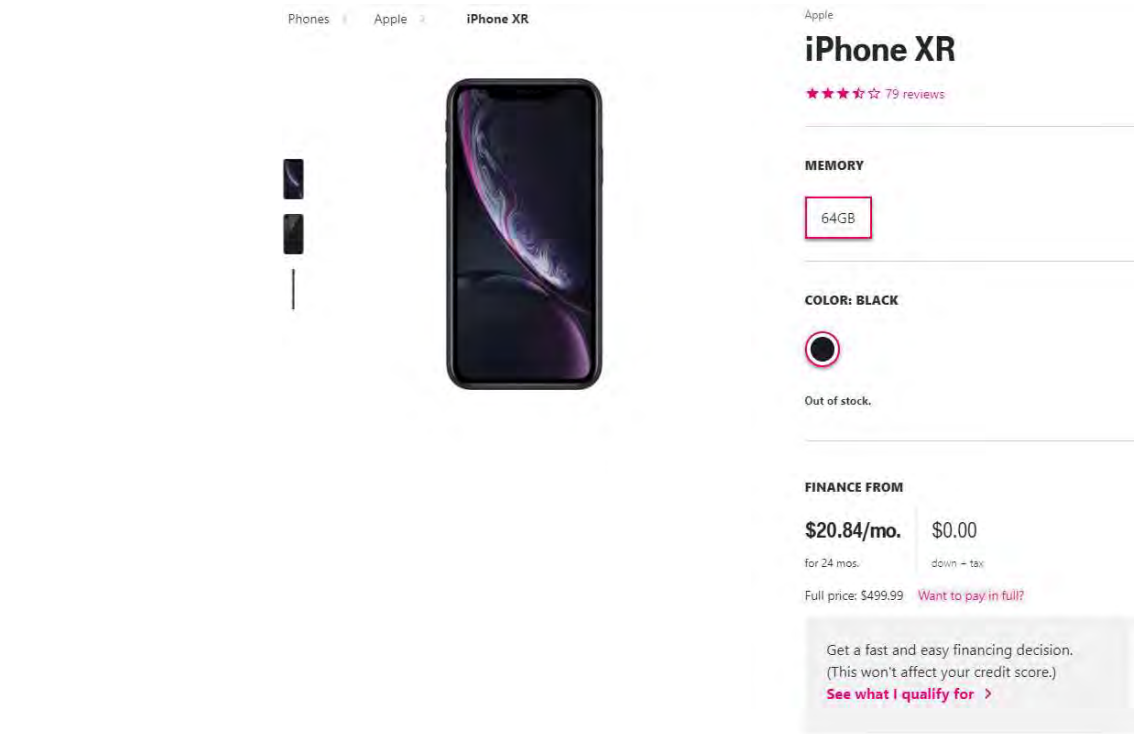 Phones
Apple
iPhone XR
Apple
iPhone XR
79 reviews
MEMORY
64GB
COLOR: BLACK
Out of stock.
FINANCE FROM
$20.84/mo. $0.00
for 24 mos. down + tax
Full price: $499.99 Want to pay in full?
Get a fast and easy financing decision.
(This won't affect your credit score.)
See what I qualify for